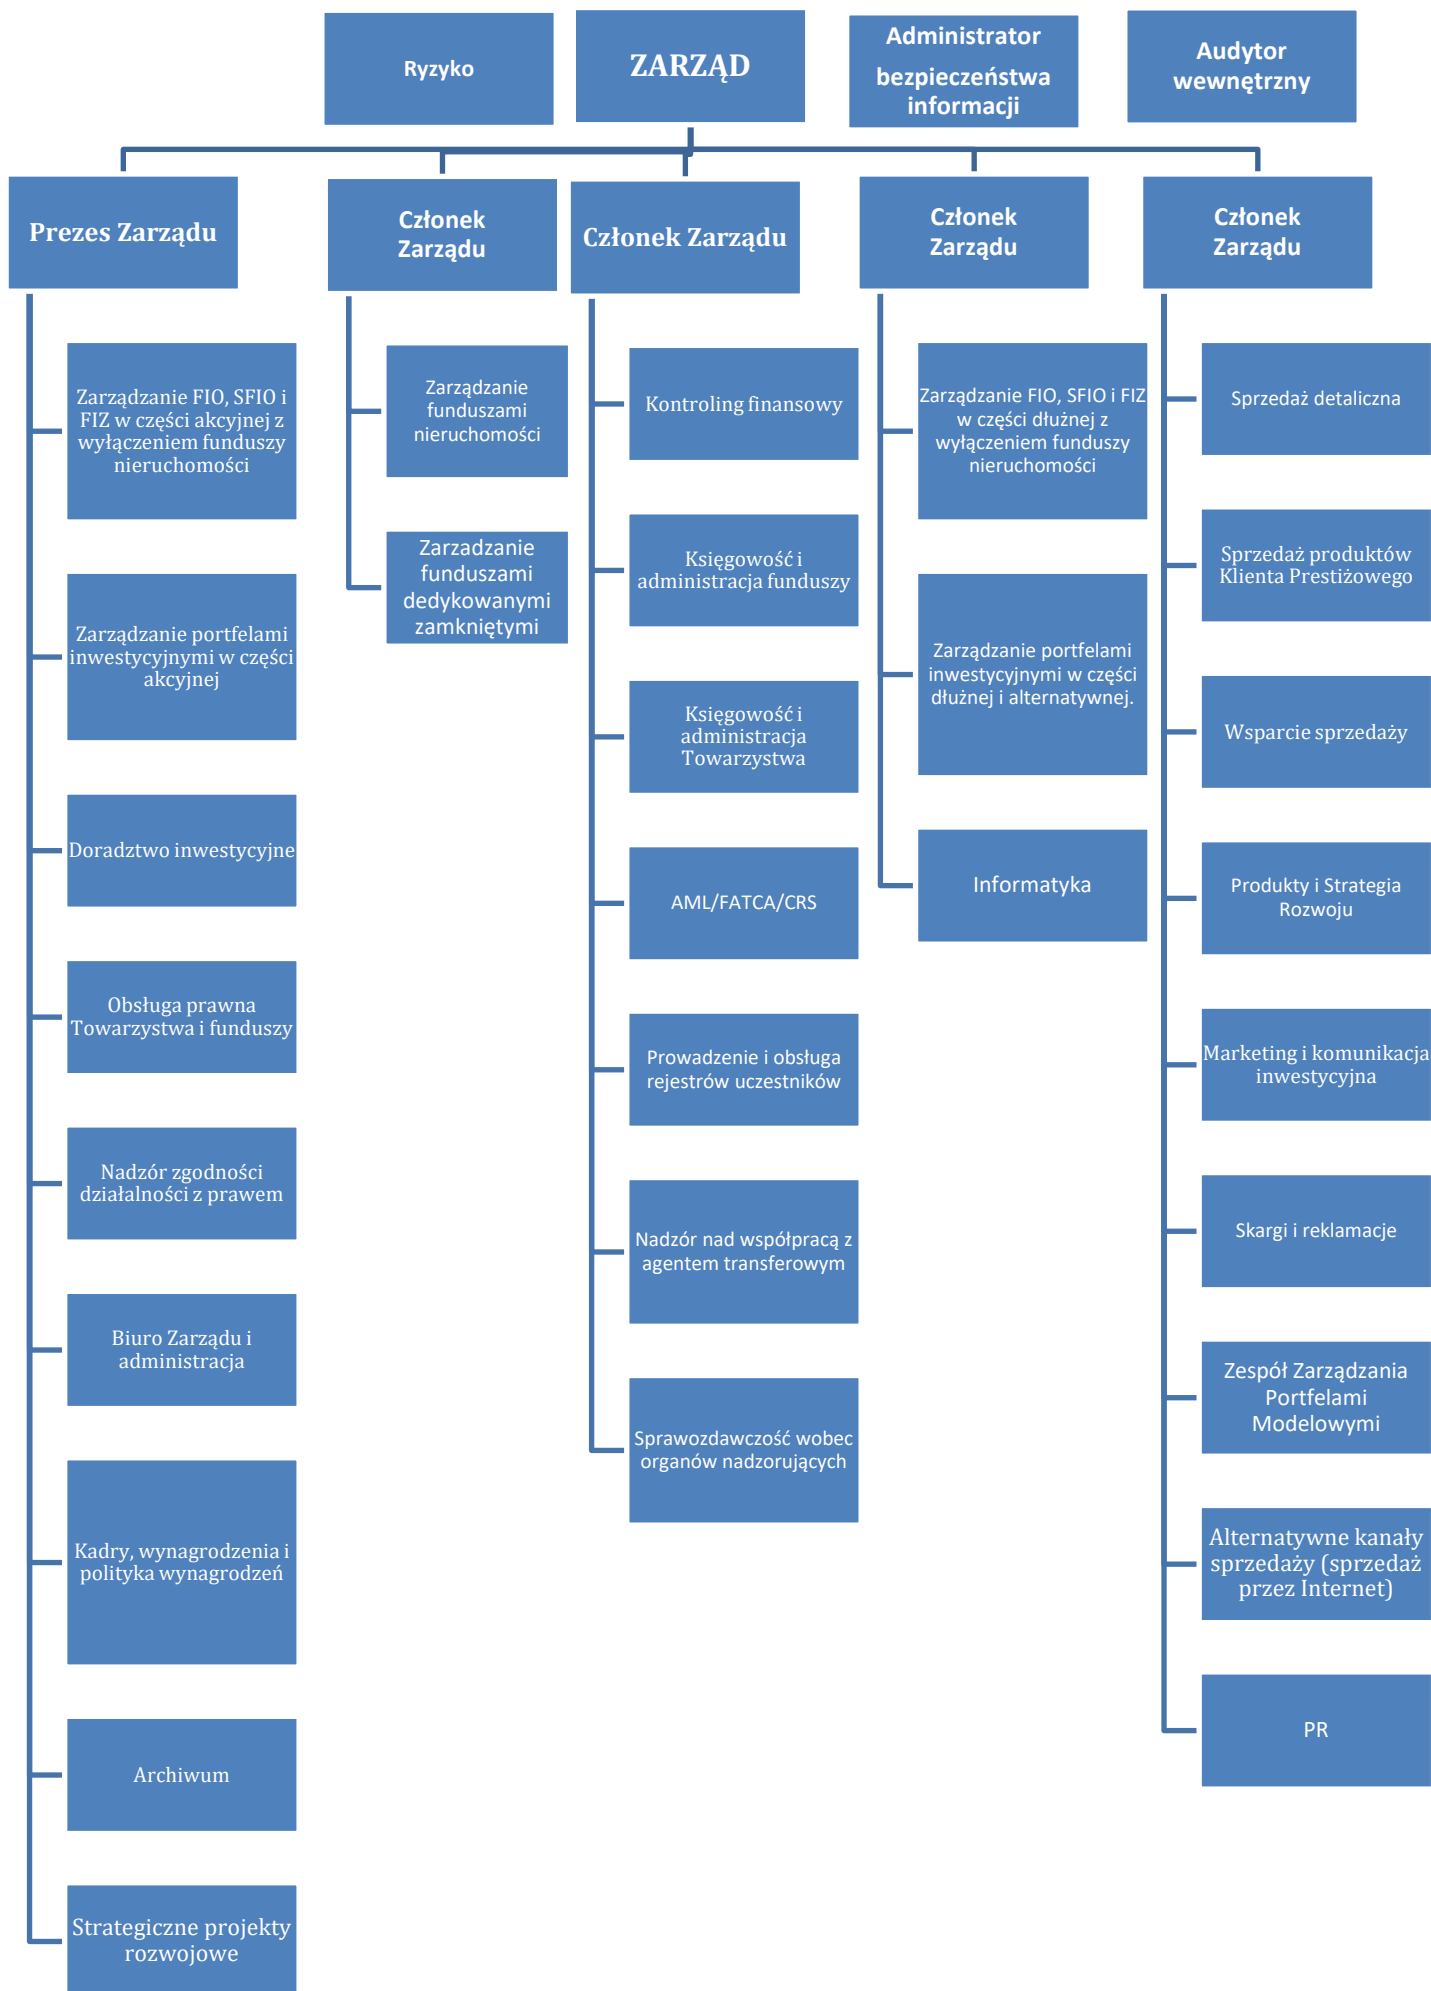 Ryzyko
ZARZĄD
Administrator
bezpieczeństwa
informacji
Audytor
wewnętrzny
Prezes Zarządu
Członek
Zarządu
Członek Zarządu
Członek
Zarządu
Członek
Zarządu
Zarządzanie FIO, SFIO i
FIZ w części akcyjnej z
wyłączeniem funduszy
nieruchomości
Zarządzanie portfelami
inwestycyjnymi w części
akcyjnej
Doradztwo inwestycyjne
Obsługa prawna
Towarzystwa i funduszy
Nadzór zgodności
działalności z prawem
Biuro Zarządu i
administracja
Kadry, wynagrodzenia i
polityka wynagrodzeń
Archiwum
Strategiczne projekty
rozwojowe
Zarządzanie
funduszami
nieruchomości
Zarzadzanie
funduszami
dedykowanymi
zamkniętymi
Kontroling finansowy
Księgowość i
administracja funduszy
Księgowość i
administracja
Towarzystwa
AML/FATCA/CRS
Prowadzenie i obsługa
rejestrów uczestników
Nadzór nad współpracą z
agentem transferowym
Sprawozdawczość wobec
organów nadzorujących
Zarządzanie FIO, SFIO i FIZ
w części dłużnej z
wyłączeniem funduszy
nieruchomości
Zarządzanie portfelami
inwestycyjnymi w części
dłużnej i alternatywnej.
Informatyka
Sprzedaż detaliczna
Sprzedaż produktów
Klienta Prestiżowego
Wsparcie sprzedaży
Produkty i Strategia
Rozwoju
Marketing i komunikacja
inwestycyjna
Skargi i reklamacje
Zespół Zarządzania
Portfelami
Modelowymi
Alternatywne kanały
sprzedaży (sprzedaż
przez Internet)
PR